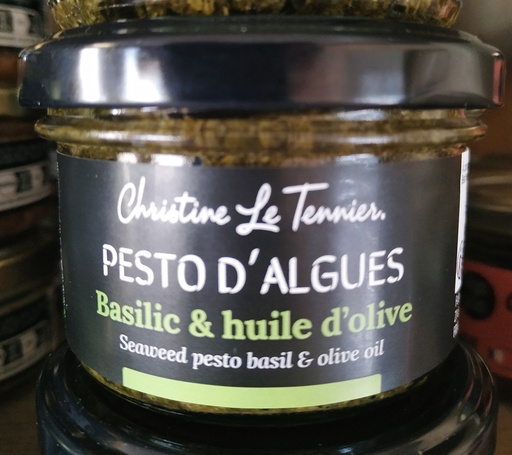 Christine Le Tennier.
PESTO D'ALGUES
Basilic & huile d'olive
Seaweed pesto basil & olive oil